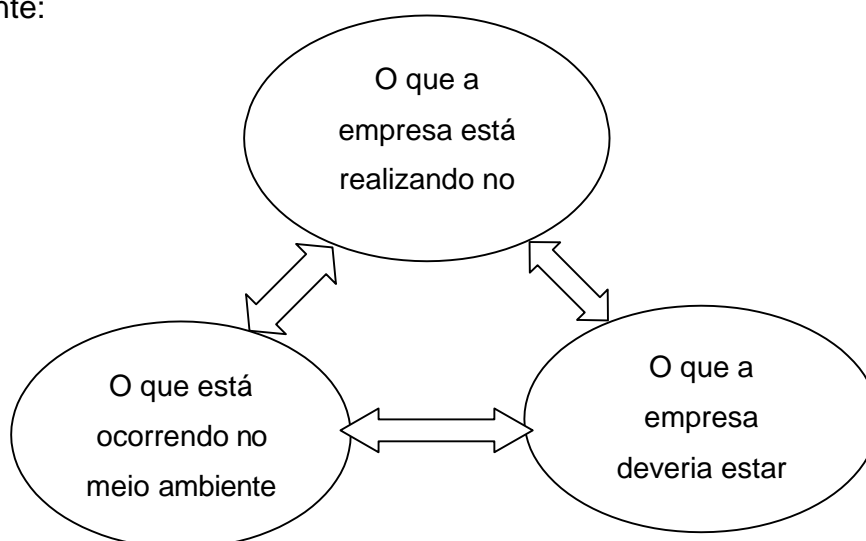 nte:
O que a
empresa está
realizando no
O que está
ocorrendo no
meio ambiente
O que a
empresa
deveria estar